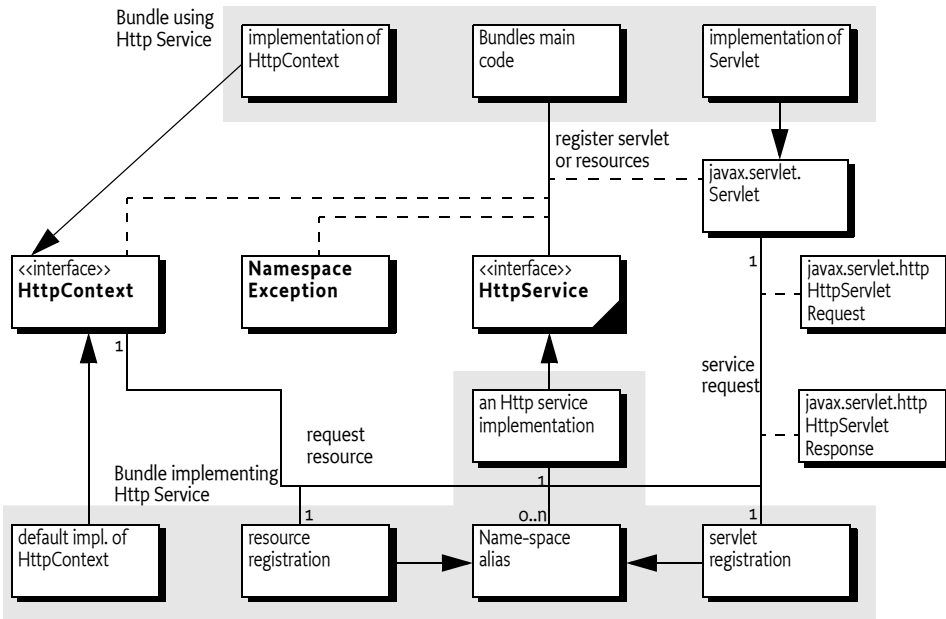 Bundle using
Http Service
implementation of
HttpContext
Bundles main
code
implementation of
Servlet
register servlet
or resources
javax.servlet.
Servlet
<<interface>>
HttpContext
Namespace
Exception
<<interface>>
HttpService
1
javax.servlet.http
HttpServlet
Request
1
service
request
an Http service
implementation
javax.servlet.http
HttpServlet
Response
request
resource
Bundle implementing
Http Service
1
1
0..n
1
default impl. of
HttpContext
resource
registration
Name-space
alias
servlet
registration